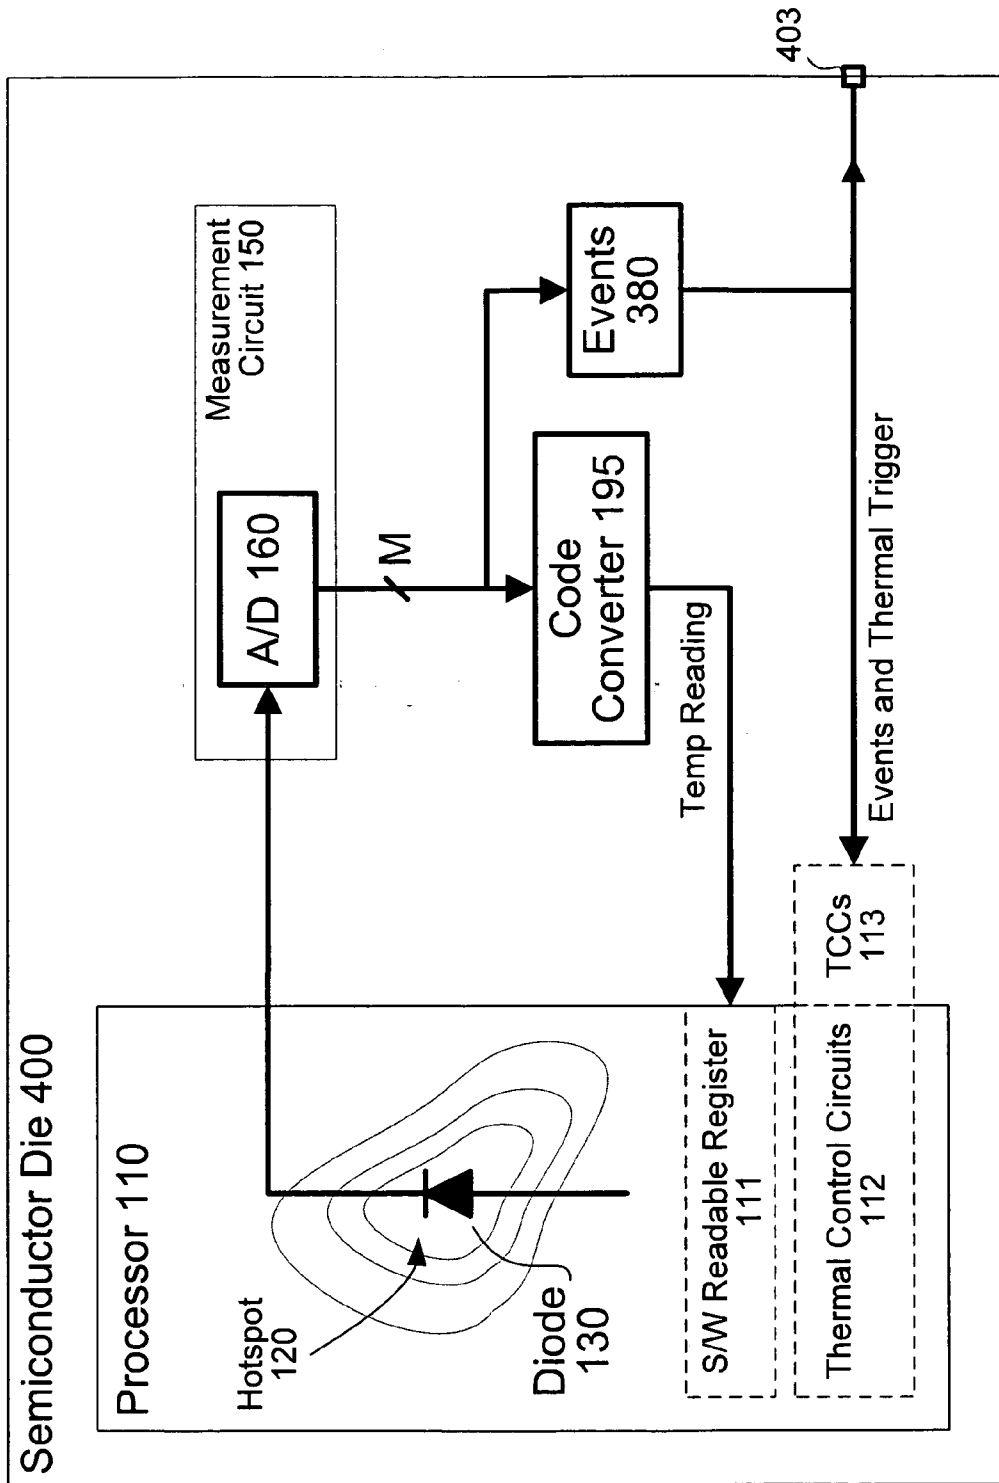 Semiconductor Die 400
Processor 110
Hotspot
120
Diode
130
S/W Readable Register
111
Thermal Control Circuits
112
TCCs
113
Measurement
Circuit 150
A/D 160
M
Code
Converter 195
Temp Reading
Events
380
Events and Thermal Trigger
403